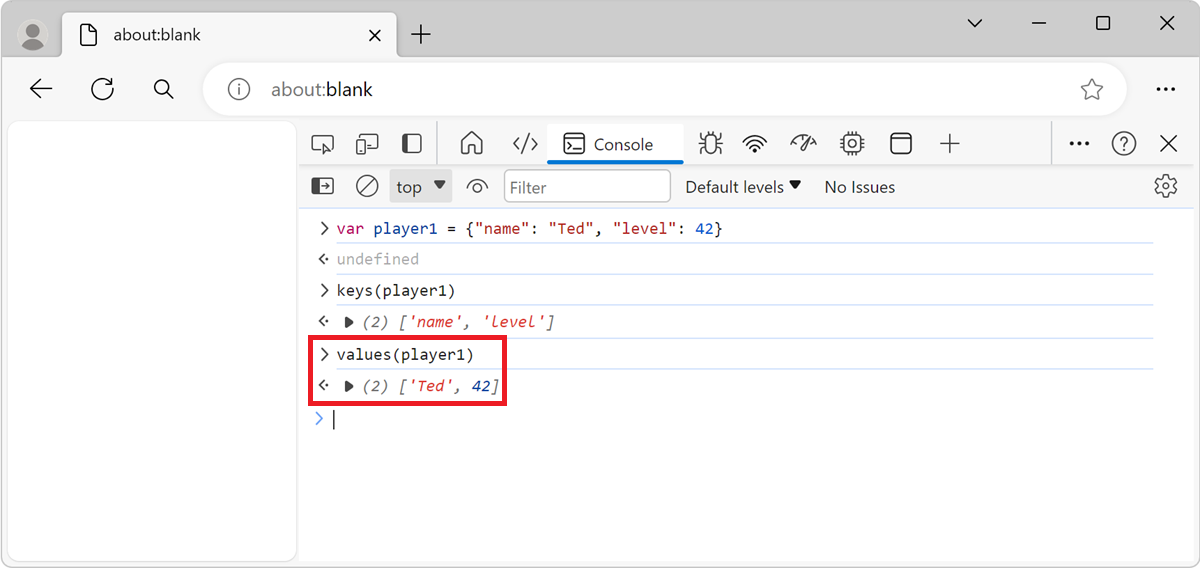 about:blank
about:blank
Console
top Filter Default levels No Issues
var player1 = {"name": "Ted", "level": 42}
undefined
keys(player1)
(2) ['name', 'level']
values(player1)
(2) ['Ted', 42]